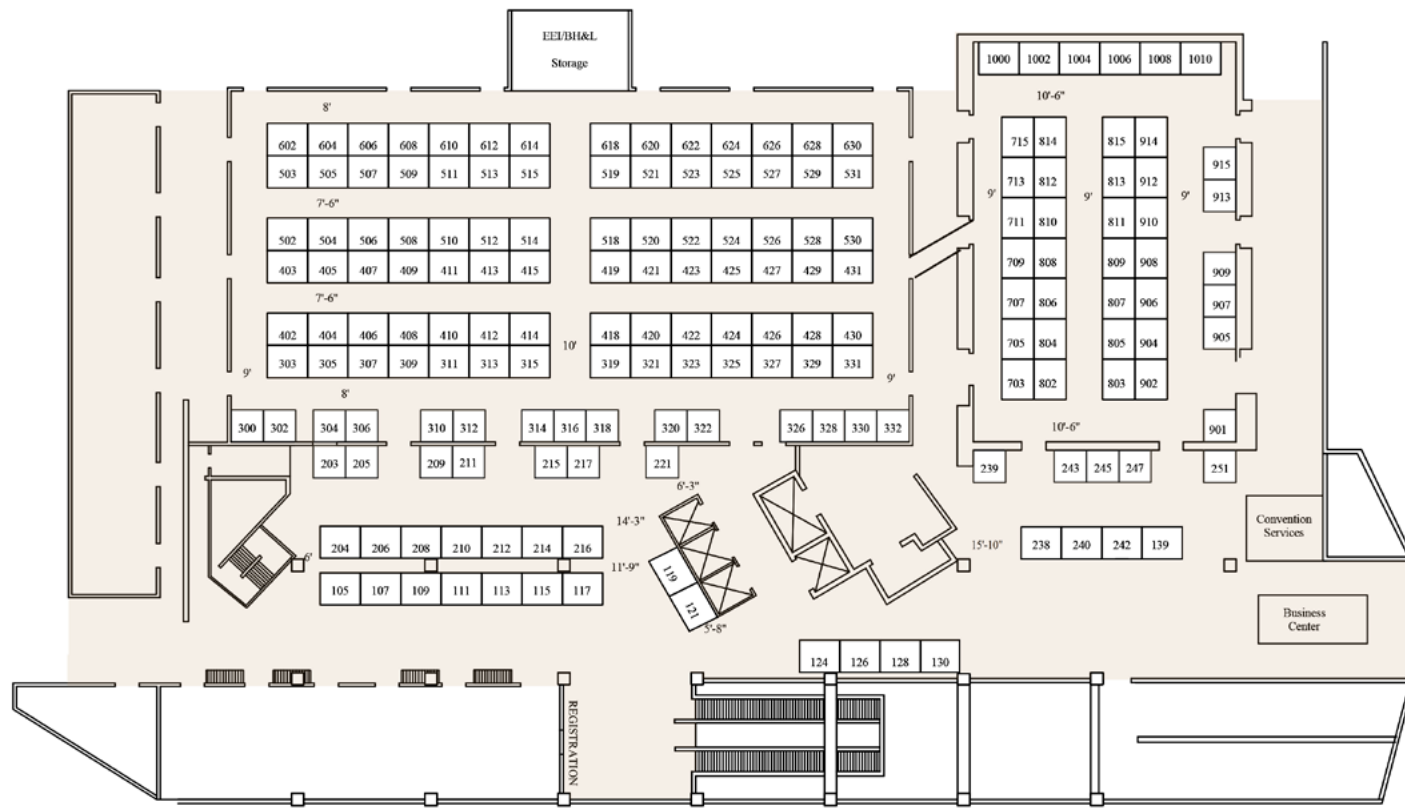 EEI/BH&L
Storage
1000 1002 1004 1006 1008 1010
10'-6"
8'
602 604 606 608 610 612 614 618 620 622 624 626 628 630
503 505 507 509 511 513 515 519 521 523 525 527 529 531
7'-6"
502 504 506 508 510 512 514 518 520 522 524 526 528 530
403 405 407 409 411 413 415 419 421 423 425 427 429 431
7'-6"
402 404 406 408 410 412 414 418 420 422 424 426 428 430
10'
303 305 307 309 311 313 315 319 321 323 325 327 329 331
9' 9'
8'
300 302 304 306 310 312 314 316 318 320 322 326 328 330 332
203 205 209 211 215 217 221
715 814 815 914
915
713 812 813 912
9' 9' 9'
913
711 810 811 910
709 808 809 908
909
707 806 807 906
907
705 804 805 904
905
703 802 803 902
901
10'-6"
239 243 245 247 251
6'-3"
14'-3"
204 206 208 210 212 214 216
6'
11'-9"
105 107 109 111 113 115 117
119
121
5'-8"
15'-10"
238 240 242 139
Convention
Services
Business
Center
124 126 128 130
REGISTRATION